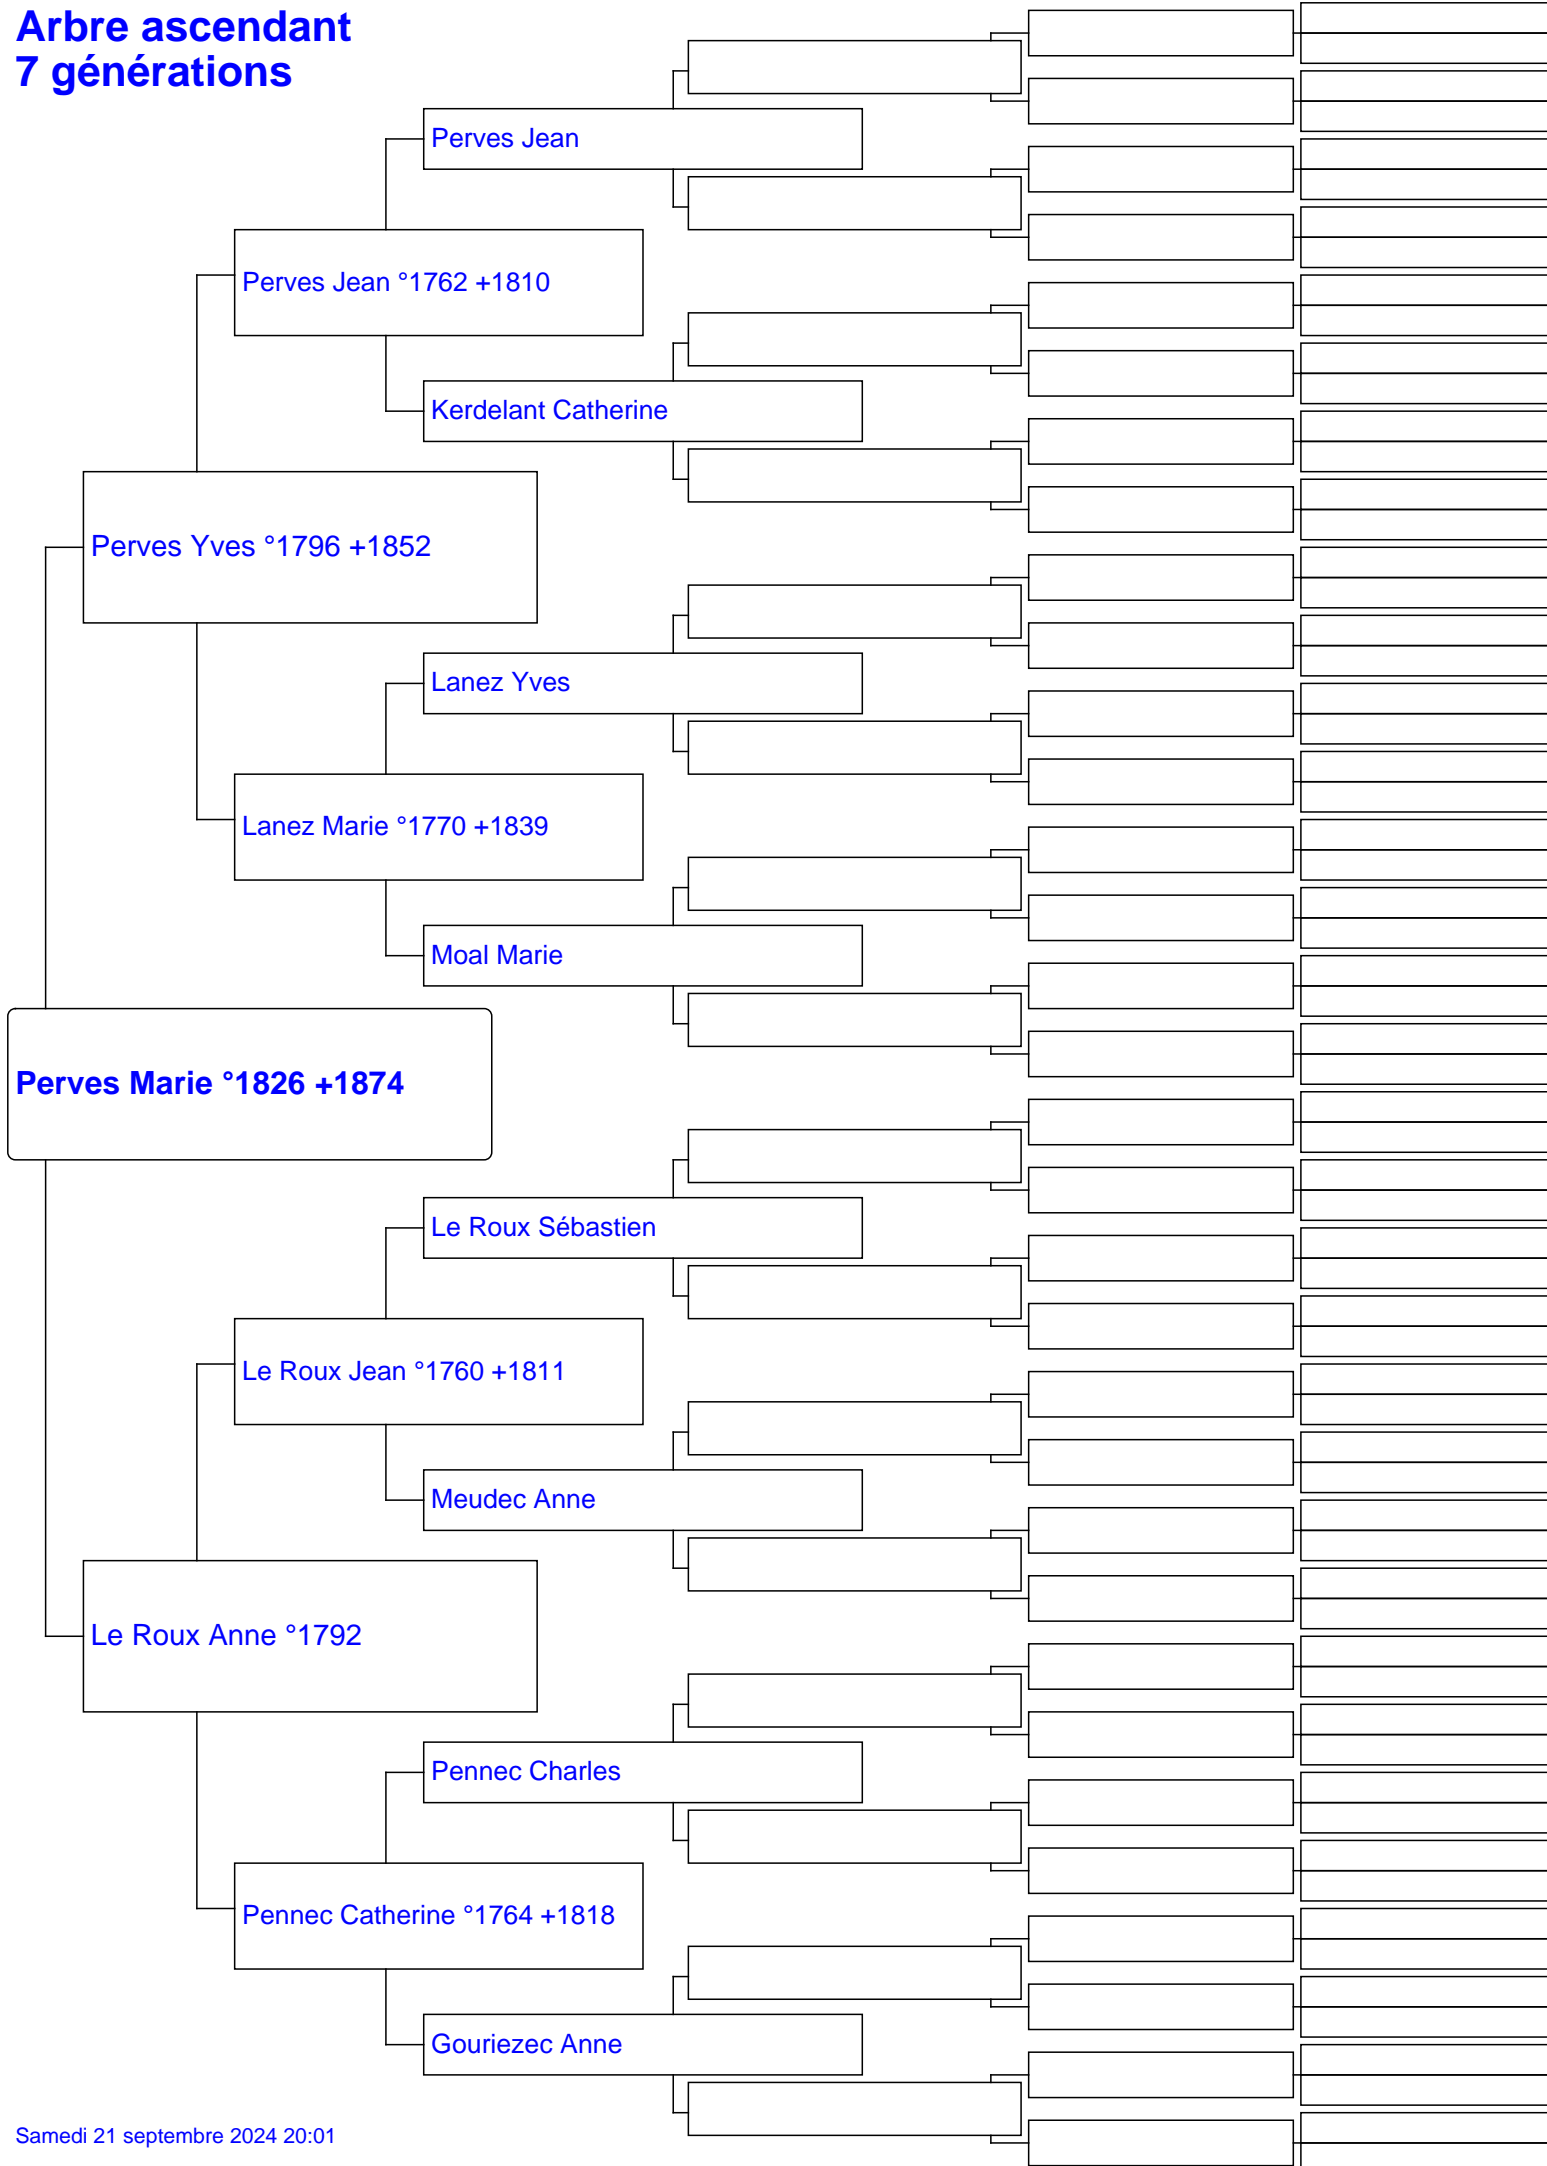 Arbre ascendant
7 générations
Perves Jean
Perves Jean °1762 +1810
Kerdelant Catherine
Perves Yves °1796 +1852
Lanez Yves
Lanez Marie °1770 +1839
Moal Marie
Perves Marie °1826 +1874
Le Roux Sébastien
Le Roux Jean °1760 +1811
Meudec Anne
Le Roux Anne °1792
Pennec Charles
Pennec Catherine °1764 +1818
Gouriezec Anne
Samedi 21 septembre 2024 20:01